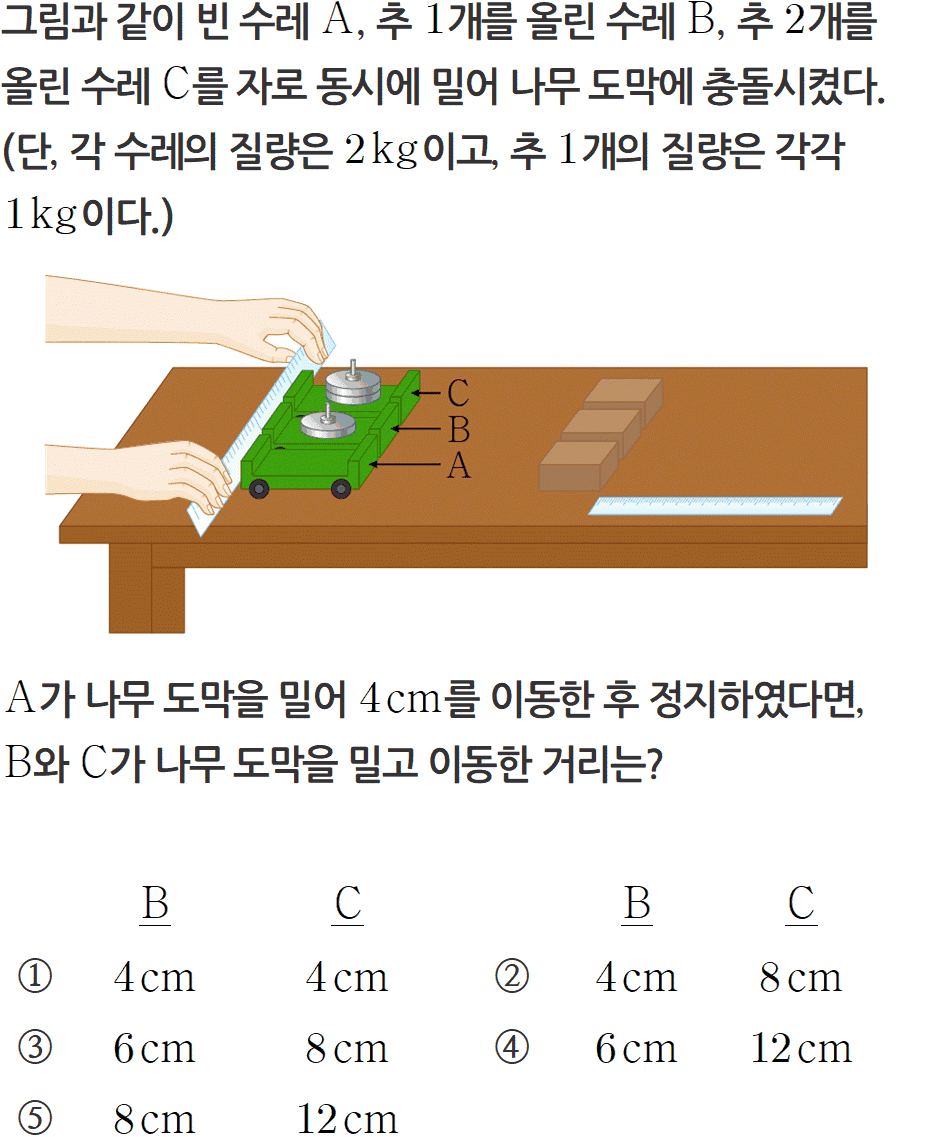 그림과 같이 빈 수레 A, 추 1개를 올린 수레 B, 추 2개를
올린 수레 C를 자로 동시에 밀어 나무 도막에 충돌시켰다.
(단, 각 수레의 질량은 2kg이고, 추 1개의 질량은 각각
1kg이다.)
C
B
A
A가 나무 도막을 밀어 4cm를 이동한 후 정지하였다면,
B와 C가 나무 도막을 밀고 이동한 거리는?
B C B C
① 4cm 4cm ② 4cm 8cm
③ 6cm 8cm ④ 6cm 12cm
⑤ 8cm 12cm